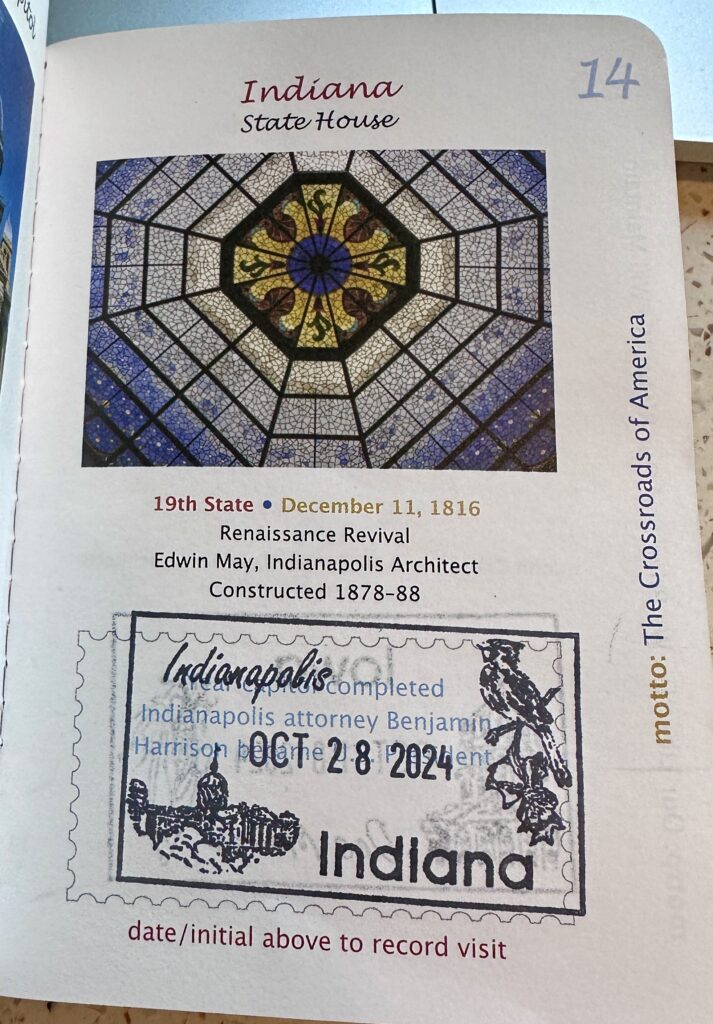 Indiana
State House
14
19th State • December 11, 1816
Renaissance Revival
Edwin May, Indianapolis Architect
Constructed 1878–88
Indianapolis
Year Capitol completed
Indianapolis attorney Benjamin
Harrison became U.S. President
OCT 28 2024
Indiana
date/initial above to record visit
motto: The Crossroads of America